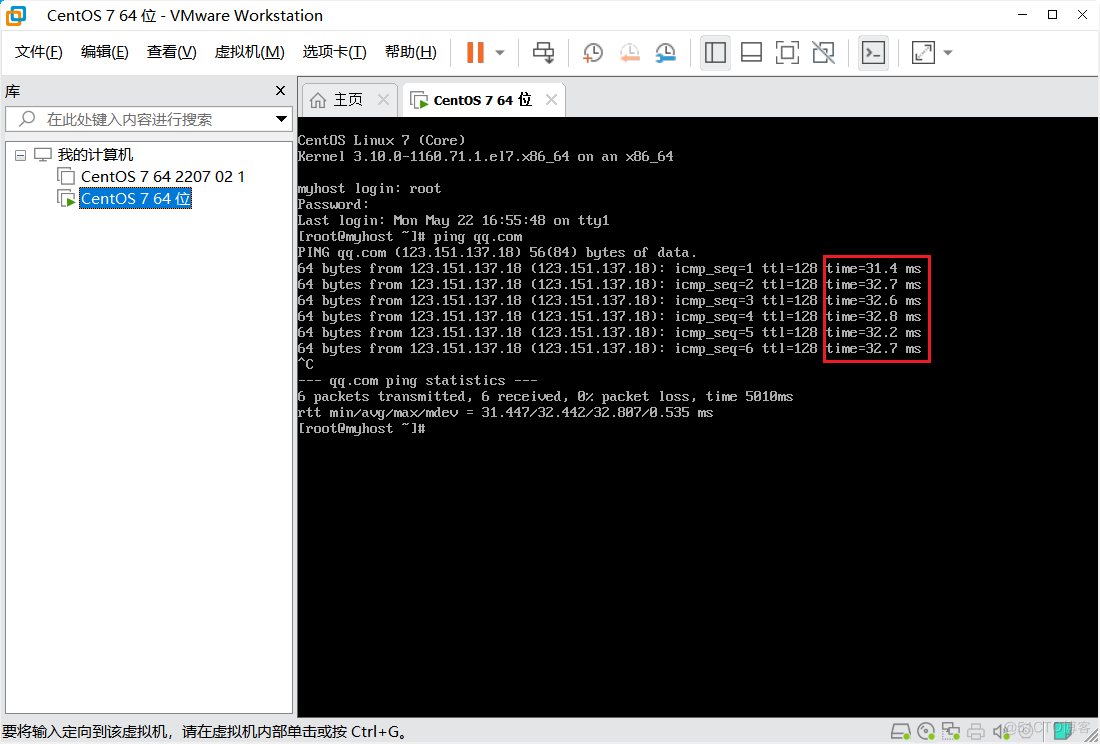 CentOS 7 64 位 - VMware Workstation
文件(F) 编辑(E) 查看(V) 虚拟机(M) 选项卡(T) 帮助(H)
库
在此处键入内容进行搜索
我的计算机
CentOS 7 64 2207 02 1
CentOS 7 64 位
主页 CentOS 7 64 位
CentOS Linux 7 (Core)
Kernel 3.10.0-1160.71.1.el7.x86_64 on an x86_64
myhost login: root
Password:
Last login: Mon May 22 16:55:48 on tty1
[root@myhost ~]# ping qq.com
PING qq.com (123.151.137.18) 56(84) bytes of data.
64 bytes from 123.151.137.18 (123.151.137.18): icmp_seq=1 ttl=128 time=31.4 ms
64 bytes from 123.151.137.18 (123.151.137.18): icmp_seq=2 ttl=128 time=32.7 ms
64 bytes from 123.151.137.18 (123.151.137.18): icmp_seq=3 ttl=128 time=32.6 ms
64 bytes from 123.151.137.18 (123.151.137.18): icmp_seq=4 ttl=128 time=32.8 ms
64 bytes from 123.151.137.18 (123.151.137.18): icmp_seq=5 ttl=128 time=32.2 ms
64 bytes from 123.151.137.18 (123.151.137.18): icmp_seq=6 ttl=128 time=32.7 ms
^C
--- qq.com ping statistics ---
6 packets transmitted, 6 received, 0% packet loss, time 5010ms
rtt min/avg/max/mdev = 31.447/32.442/32.807/0.535 ms
[root@myhost ~]#
要将输入定向到该虚拟机，请在虚拟机内部单击或按 Ctrl+G。
@51CTO博客